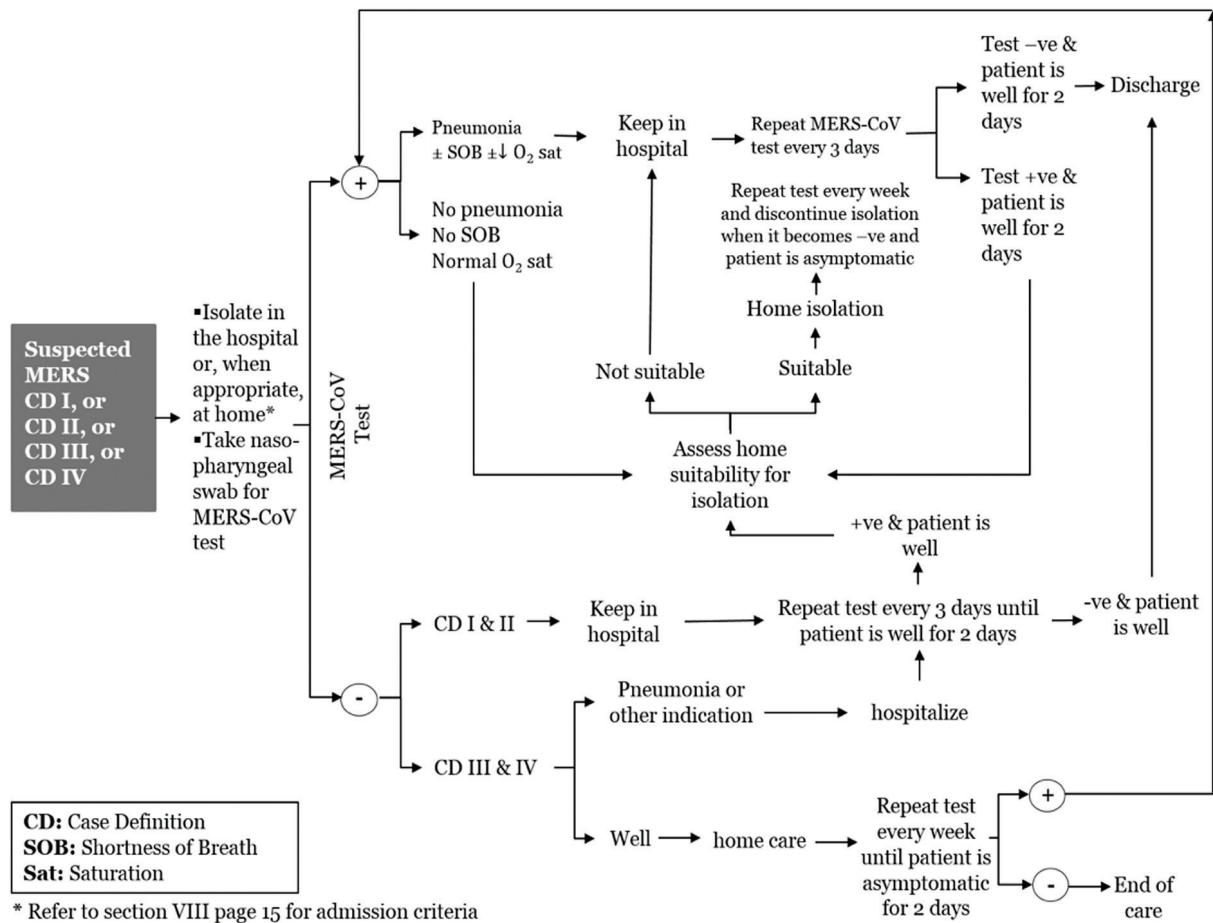 Suspected
MERS
CD I, or
CD II, or
CD III, or
CD IV
▪Isolate in
the hospital
or, when
appropriate,
at home*
▪Take naso-
pharyngeal
swab for
MERS-CoV
test
MERS-CoV
Test
+
Pneumonia
± SOB ±↓ O₂ sat
Keep in
hospital
Repeat MERS-CoV
test every 3 days
Test –ve &
patient is
well for 2
days
Discharge
Test +ve &
patient is
well for 2
days
No pneumonia
No SOB
Normal O₂ sat
Repeat test every week
and discontinue isolation
when it becomes –ve and
patient is asymptomatic
Home isolation
Not suitable
Suitable
Assess home
suitability for
isolation
+ve & patient is
well
-
CD I & II
Keep in
hospital
Repeat test every 3 days until
patient is well for 2 days
-ve & patient
is well
Pneumonia or
other indication
hospitalize
CD III & IV
Well
home care
Repeat test
every week
until patient is
asymptomatic
for 2 days
+
-
End of
care
CD: Case Definition
SOB: Shortness of Breath
Sat: Saturation
* Refer to section VIII page 15 for admission criteria